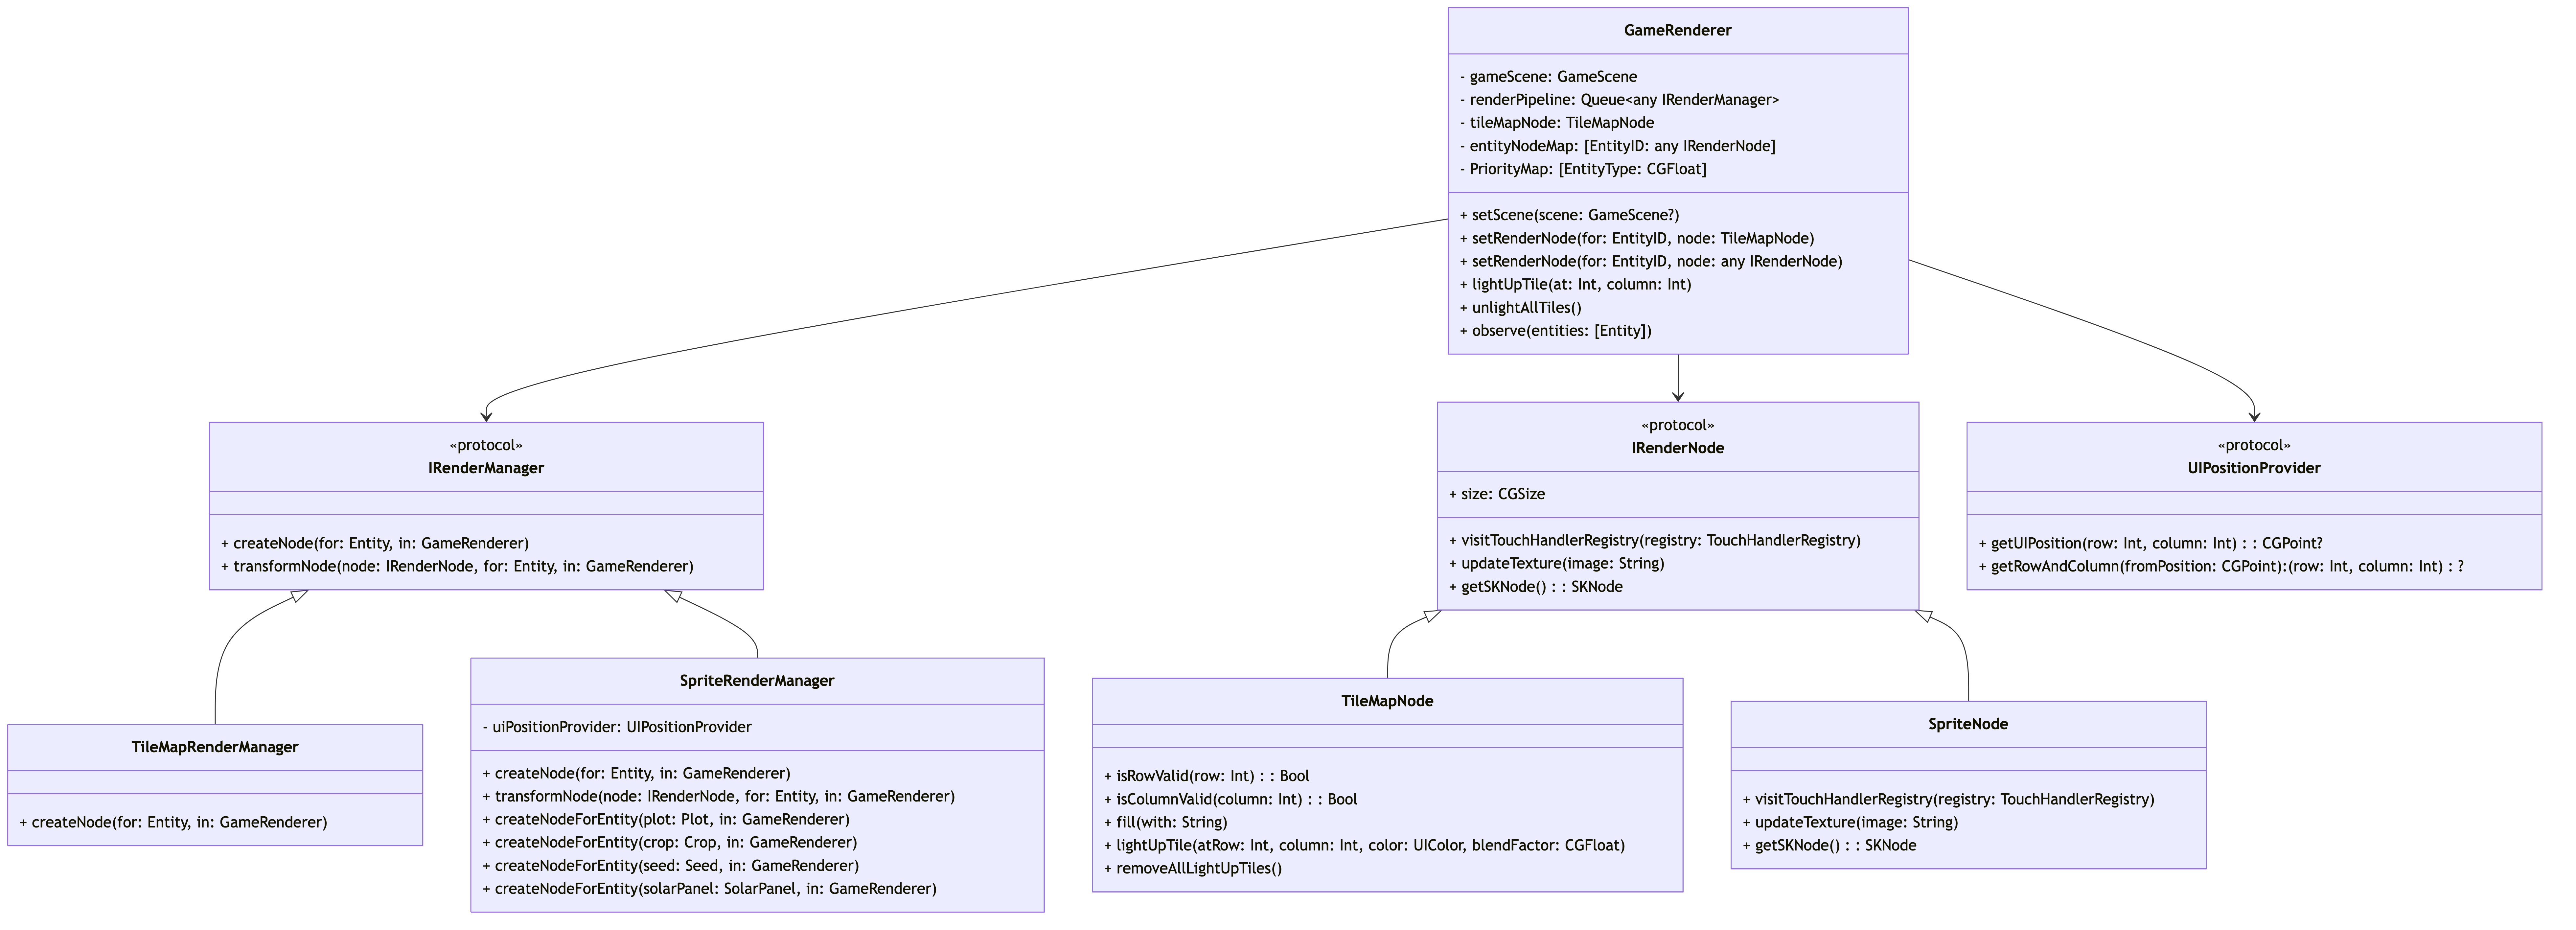 GameRenderer
- gameScene: GameScene
- renderPipeline: Queue<any IRenderManager>
- tileMapNode: TileMapNode
- entityNodeMap: [EntityID: any IRenderNode]
- PriorityMap: [EntityType: CGFloat]
+ setScene(scene: GameScene?)
+ setRenderNode(for: EntityID, node: TileMapNode)
+ setRenderNode(for: EntityID, node: any IRenderNode)
+ lightUpTile(at: Int, column: Int)
+ unlightAllTiles()
+ observe(entities: [Entity])
«protocol»
IRenderManager
+ createNode(for: Entity, in: GameRenderer)
+ transformNode(node: IRenderNode, for: Entity, in: GameRenderer)
«protocol»
IRenderNode
+ size: CGSize
+ visitTouchHandlerRegistry(registry: TouchHandlerRegistry)
+ updateTexture(image: String)
+ getSKNode() : : SKNode
«protocol»
UIPositionProvider
+ getUIPosition(row: Int, column: Int) : : CGPoint?
+ getRowAndColumn(fromPosition: CGPoint):(row: Int, column: Int) : ?
TileMapRenderManager
+ createNode(for: Entity, in: GameRenderer)
SpriteRenderManager
- uiPositionProvider: UIPositionProvider
+ createNode(for: Entity, in: GameRenderer)
+ transformNode(node: IRenderNode, for: Entity, in: GameRenderer)
+ createNodeForEntity(plot: Plot, in: GameRenderer)
+ createNodeForEntity(crop: Crop, in: GameRenderer)
+ createNodeForEntity(seed: Seed, in: GameRenderer)
+ createNodeForEntity(solarPanel: SolarPanel, in: GameRenderer)
TileMapNode
+ isRowValid(row: Int) : : Bool
+ isColumnValid(column: Int) : : Bool
+ fill(with: String)
+ lightUpTile(atRow: Int, column: Int, color: UIColor, blendFactor: CGFloat)
+ removeAllLightUpTiles()
SpriteNode
+ visitTouchHandlerRegistry(registry: TouchHandlerRegistry)
+ updateTexture(image: String)
+ getSKNode() : : SKNode